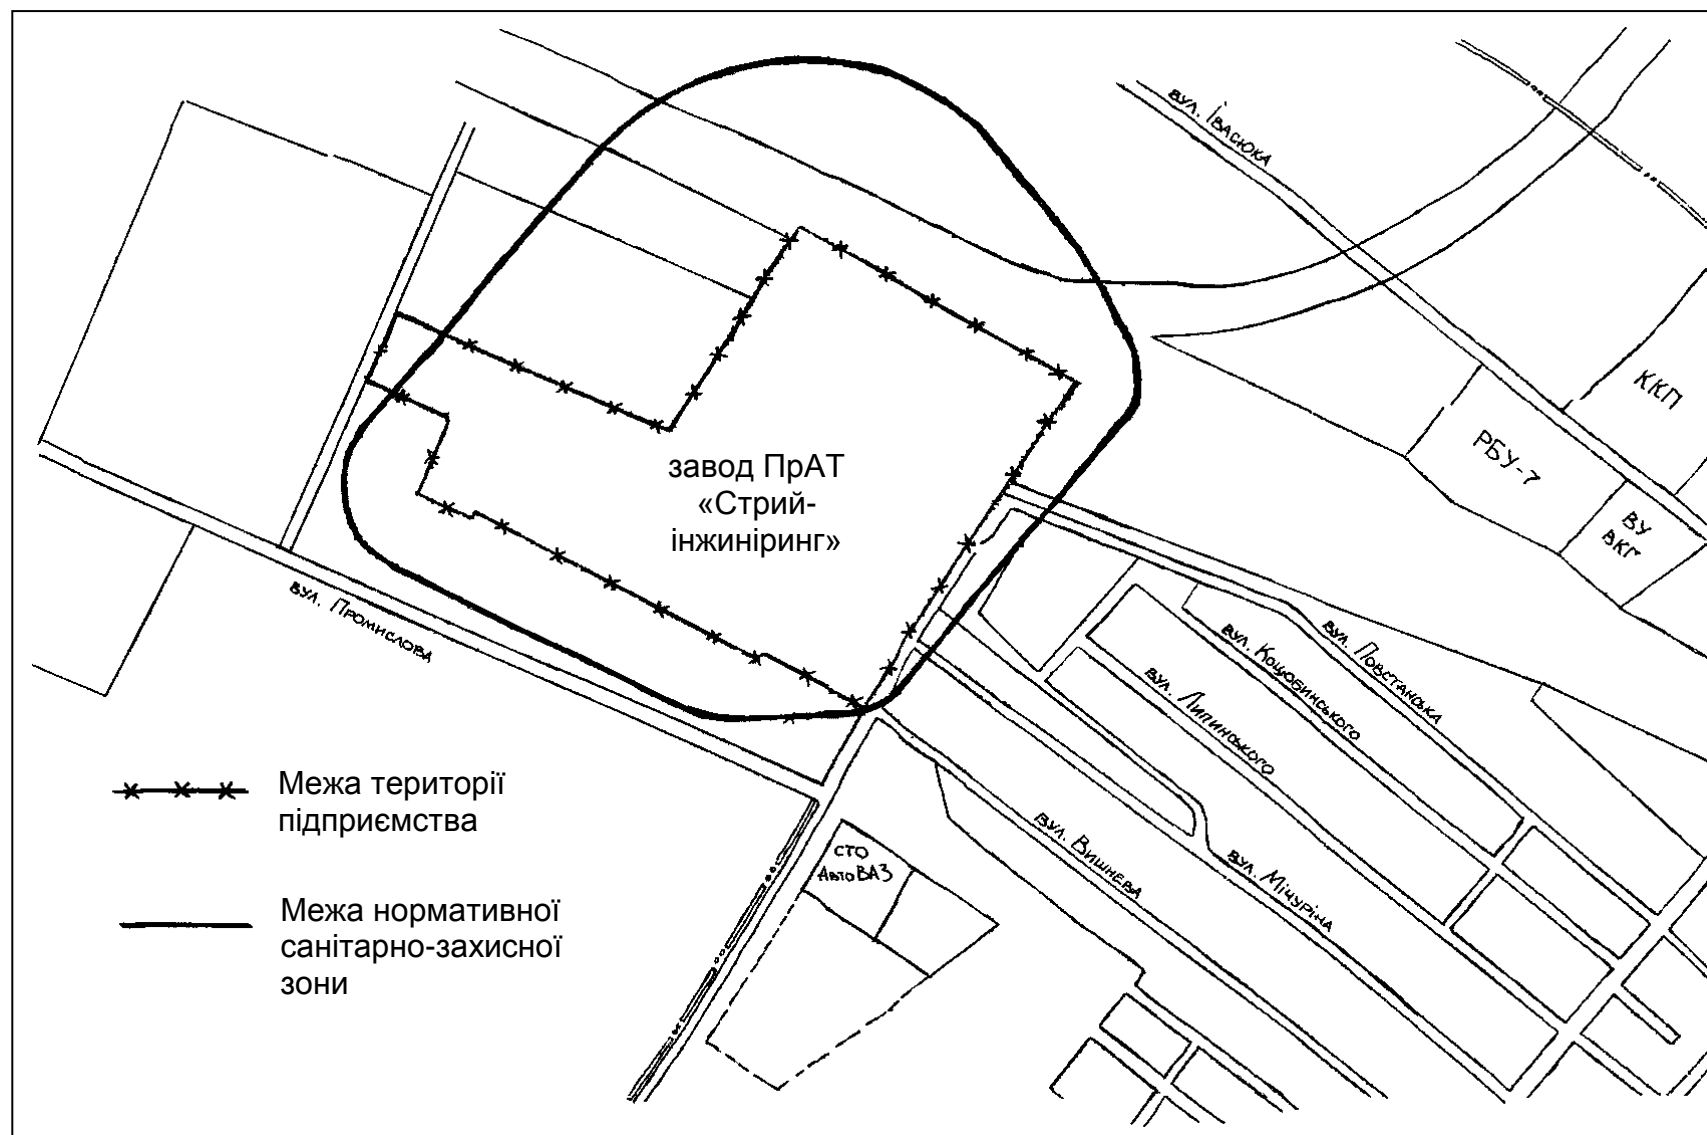 вул. Івасюка
ККП
РБУ-7
ВУ
ВКГ
завод ПрАТ
«Стрий-
інжиніринг»
вул. Промислова
вул. Повстанська
вул. Коцюбинського
вул. Липинського
вул. Мічуріна
вул. Вишнева
СТО
АвтоВАЗ
Межа території
підприємства
Межа нормативної
санітарно-захисної
зони